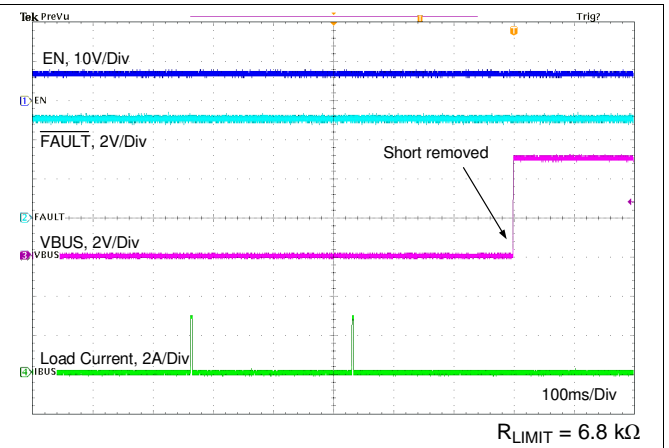 Tek PreVu
Trig?
T
T
EN, 10V/Div
1 EN
FAULT, 2V/Div
Short removed
2 FAULT
VBUS, 2V/Div
3 VBUS
Load Current, 2A/Div
4 IBUS
100ms/Div
RLIMIT = 6.8 kΩ